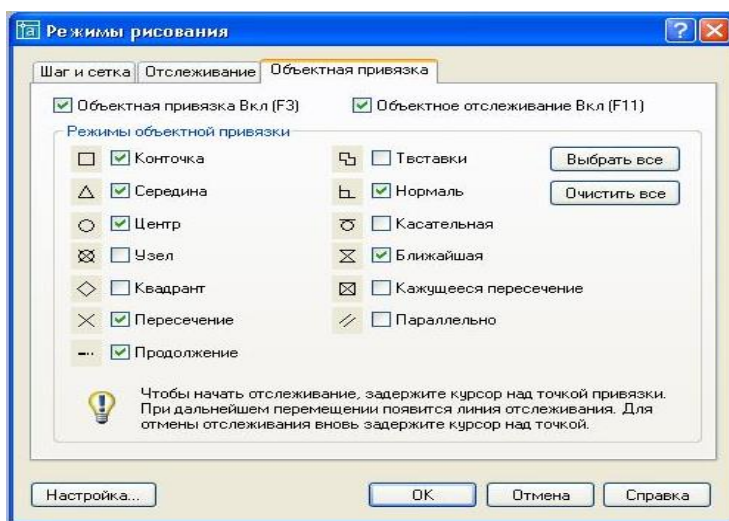 Режимы рисования
Шаг и сетка Отслеживание Объектная привязка
Объектная привязка Вкл (F3) Объектное отслеживание Вкл (F11)
Режимы объектной привязки
Конточка Твставки Выбрать все
Середина Нормаль Очистить все
Центр Касательная
Узел Ближайшая
Квадрант Кажущееся пересечение
Пересечение Параллельно
Продолжение
Чтобы начать отслеживание, задержите курсор над точкой привязки.
При дальнейшем перемещении появится линия отслеживания. Для
отмены отслеживания вновь задержите курсор над точкой.
Настройка... OK Отмена Справка